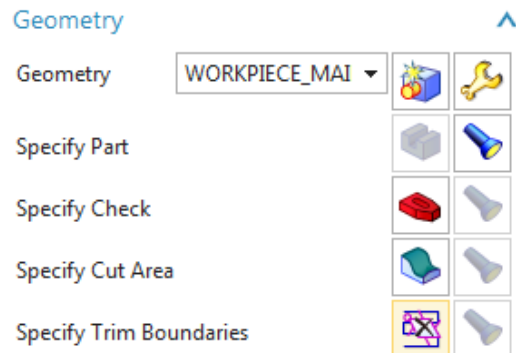 Geometry
Geometry WORKPIECE_MAI
Specify Part
Specify Check
Specify Cut Area
Specify Trim Boundaries